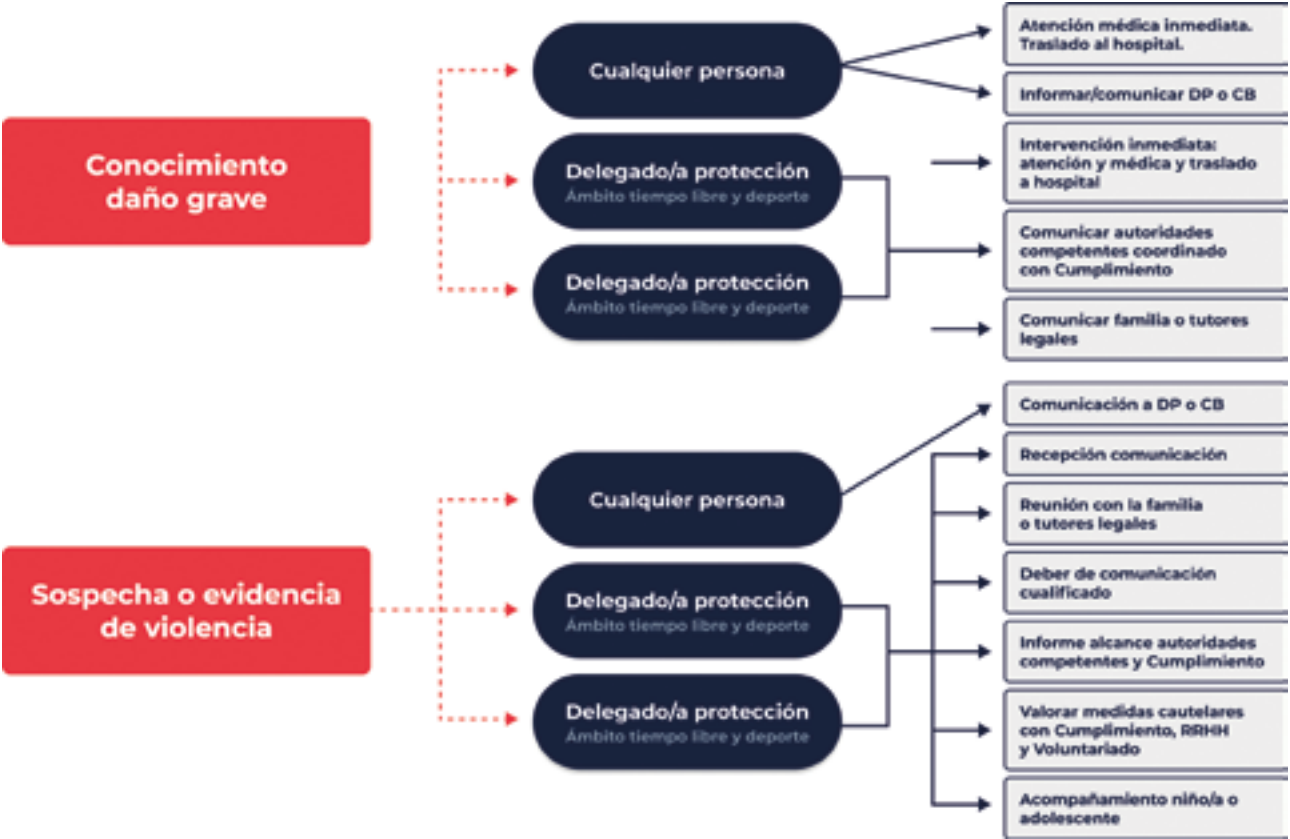 Conocimiento
daño grave
Cualquier persona
Delegado/a protección
Ámbito tiempo libre y deporte
Delegado/a protección
Ámbito tiempo libre y deporte
Atención médica inmediata.
Traslado al hospital.
Informar/comunicar DP o CB
Intervención inmediata:
atención y médica y traslado
a hospital
Comunicar autoridades
competentes coordinado
con Cumplimiento
Comunicar familia o tutores
legales
Sospecha o evidencia
de violencia
Cualquier persona
Delegado/a protección
Ámbito tiempo libre y deporte
Delegado/a protección
Ámbito tiempo libre y deporte
Comunicación a DP o CB
Recepción comunicación
Reunión con la familia
o tutores legales
Deber de comunicación
cualificado
Informe alcance autoridades
competentes y Cumplimiento
Valorar medidas cautelares
con Cumplimiento, RRHH
y Voluntariado
Acompañamiento niño/a o
adolescente